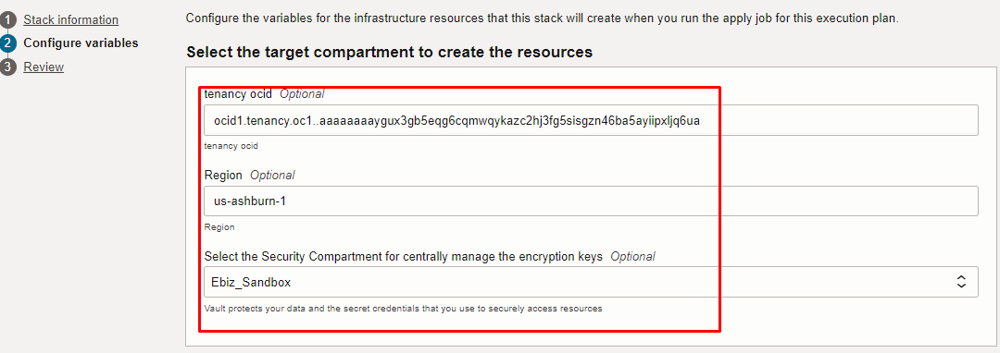 1 Stack information
2 Configure variables
3 Review
Configure the variables for the infrastructure resources that this stack will create when you run the apply job for this execution plan.
Select the target compartment to create the resources
tenancy ocid Optional
ocid1.tenancy.oc1..aaaaaaaaygux3gb5eqg6cqmwqykazc2hj3fg5sisgzn46ba5ayiipxljq6ua
tenancy ocid
Region Optional
us-ashburn-1
Region
Select the Security Compartment for centrally manage the encryption keys Optional
Ebiz_Sandbox
Vault protects your data and the secret credentials that you use to securely access resources